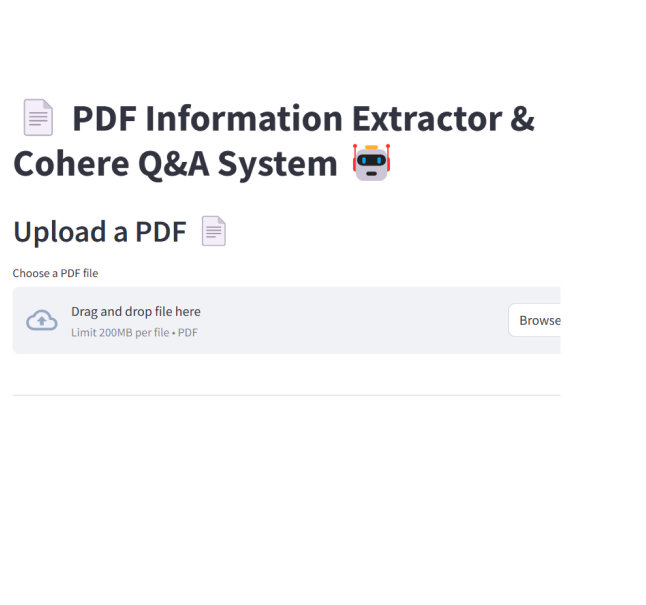 PDF Information Extractor &
Cohere Q&A System
Upload a PDF
Choose a PDF file
Drag and drop file here
Limit 200MB per file • PDF
Browse